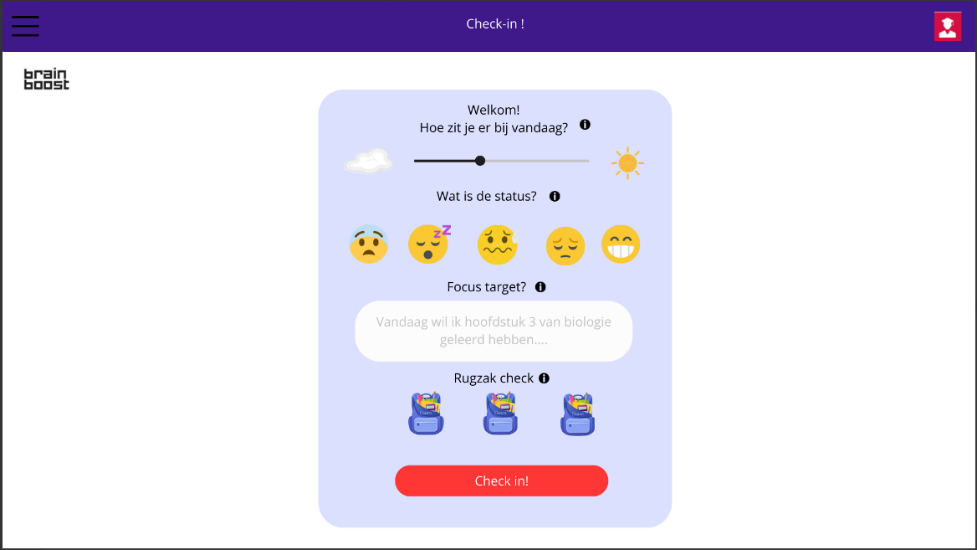 Check-in !
brain
boost
Welkom!
Hoe zit je er bij vandaag?
Wat is de status?
zZ
Focus target?
Vandaag wil ik hoofdstuk 3 van biologie
geleerd hebben....
Rugzak check
Check in!